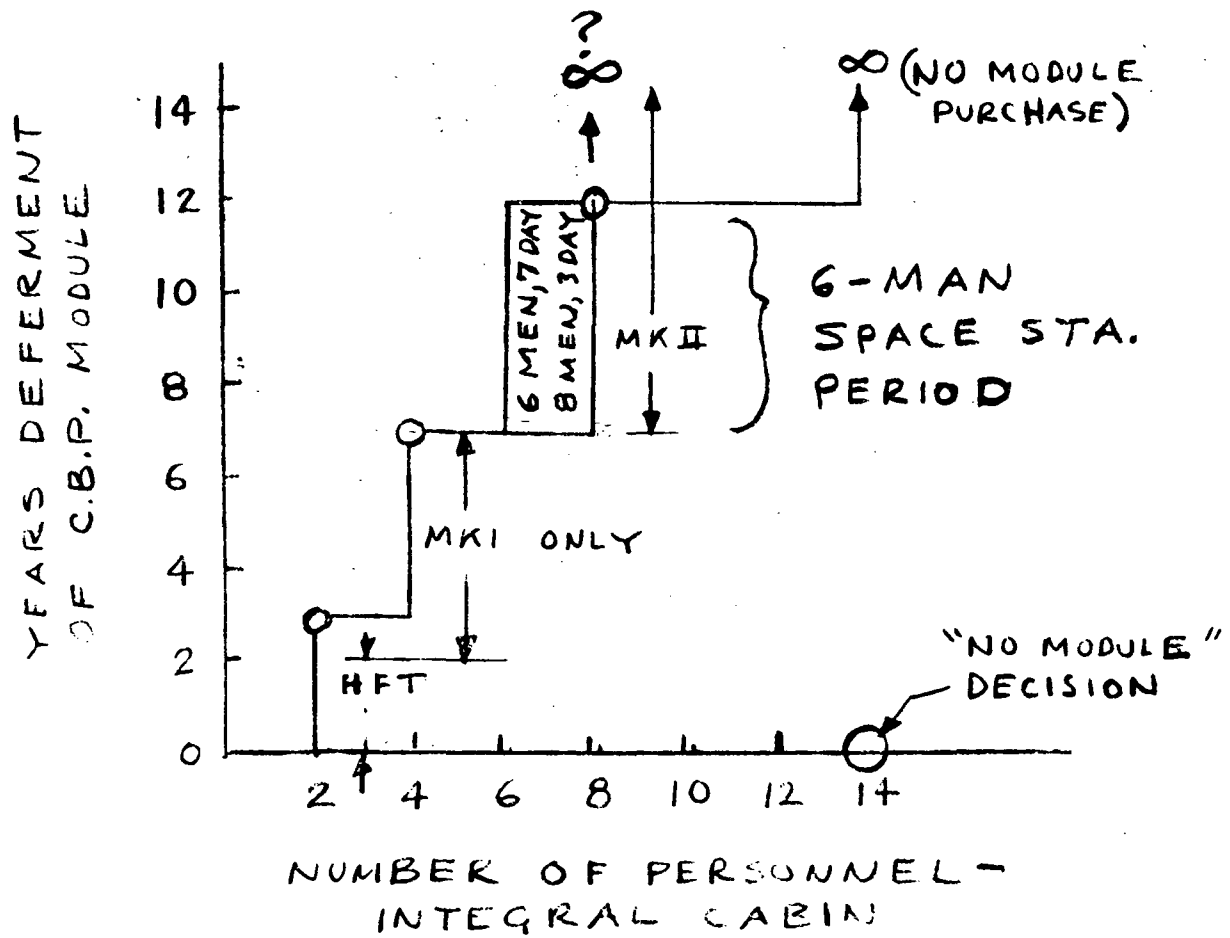 YEARS DEFERMENT
OF C.B.P. MODULE
14
12
10
8
6
4
2
0
?
∞
∞ (NO MODULE
PURCHASE)
6 MEN, 7 DAY
8 MEN, 3 DAY
MK II
6-MAN
SPACE STA.
PERIOD
MK1 ONLY
HFT
"NO MODULE"
DECISION
2 4 6 8 10 12 14
NUMBER OF PERSONNEL -
INTEGRAL CABIN